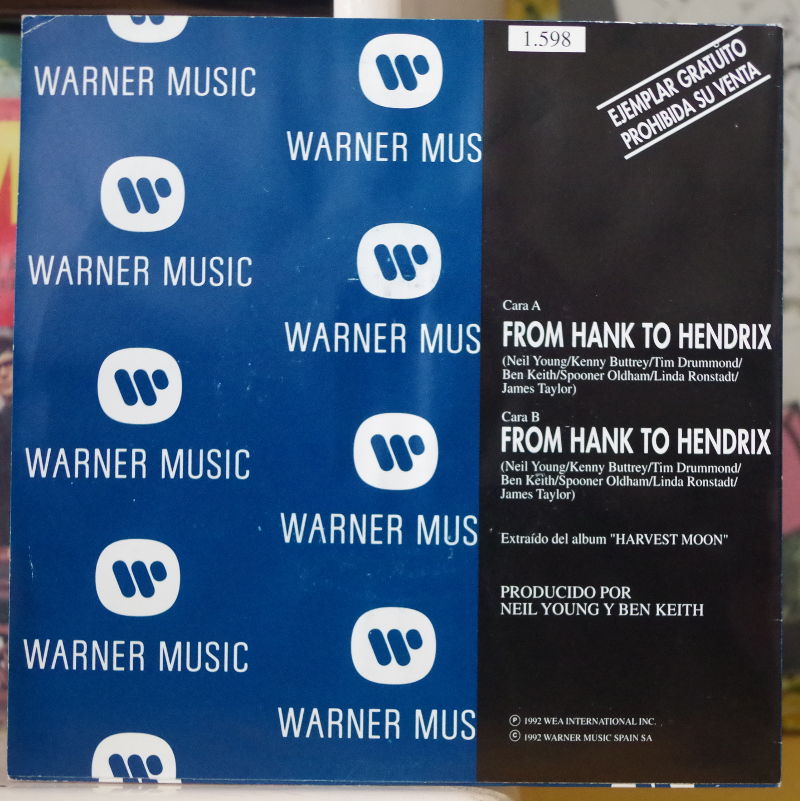 WARNER MUSIC
WARNER MUS
WARNER MUSIC
WARNER MUS
WARNER MUSIC
WARNER MUS
WARNER MUSIC
WARNER MUS
1.598
EJEMPLAR GRATUÍTO
PROHIBIDA SU VENTA
Cara A
FROM HANK TO HENDRIX
(Neil Young/Kenny Buttrey/Tim Drummond/
Ben Keith/Spooner Oldham/Linda Ronstadt/
James Taylor)
Cara B
FROM HANK TO HENDRIX
(Neil Young/Kenny Buttrey/Tim Drummond/
Ben Keith/Spooner Oldham/Linda Ronstadt/
James Taylor)
Extraído del album "HARVEST MOON"
PRODUCIDO POR
NEIL YOUNG Y BEN KEITH
Ⓟ 1992 WEA INTERNATIONAL INC.
© 1992 WARNER MUSIC SPAIN SA